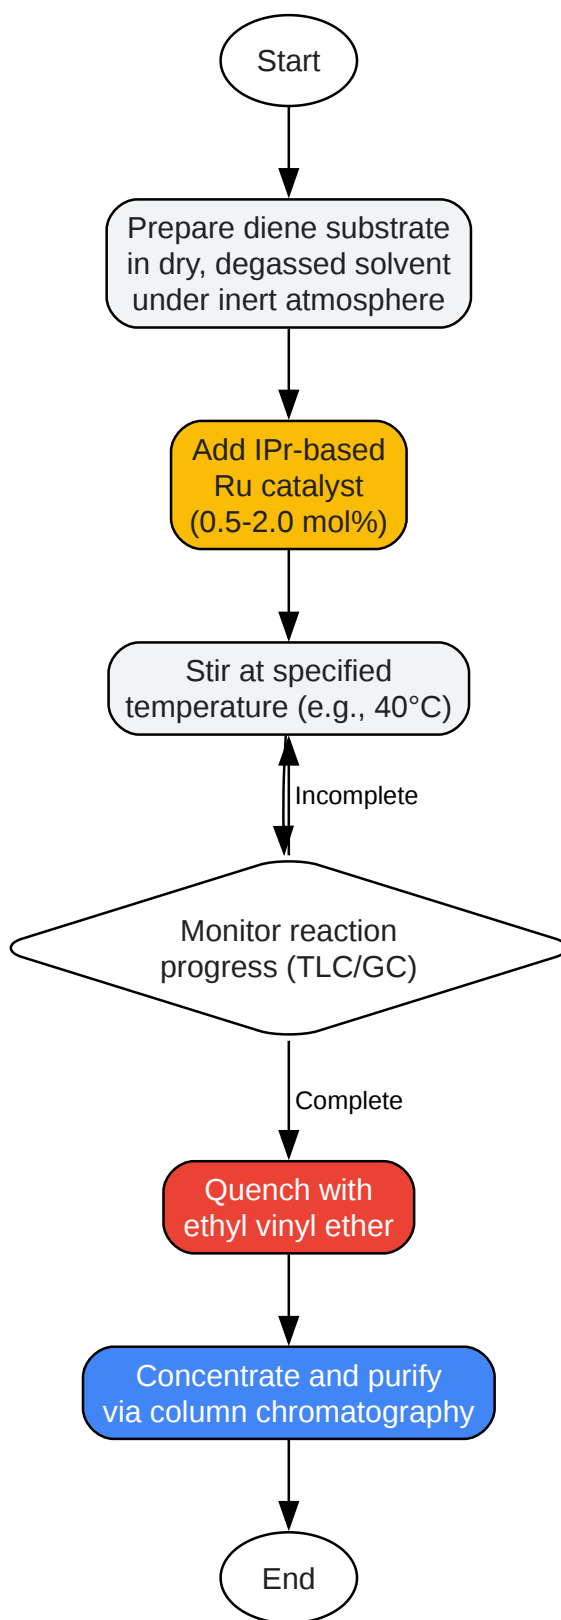 Start
Prepare diene substrate
in dry, degassed solvent
under inert atmosphere
Add IPr-based
Ru catalyst
(0.5-2.0 mol%)
Stir at specified
temperature (e.g., 40°C)
Incomplete
Monitor reaction
progress (TLC/GC)
Complete
Quench with
ethyl vinyl ether
Concentrate and purify
via column chromatography
End